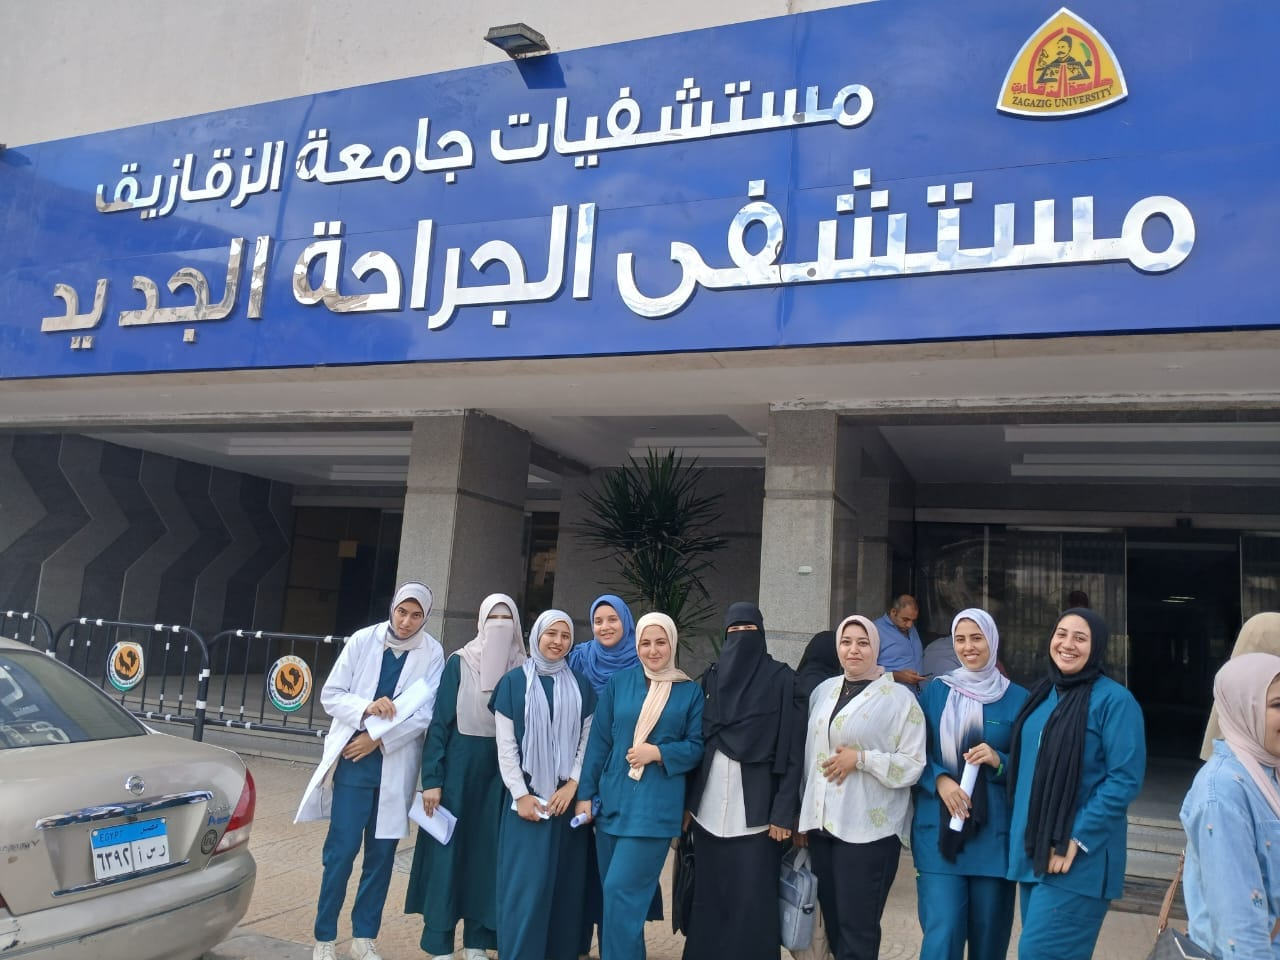 مستشفيات جامعة الزقازيق
مستشفى الجراحة الجديد
ZAGAZIG UNIVERSITY
EGYPT مصر
٦٣٩٢ ر س أ